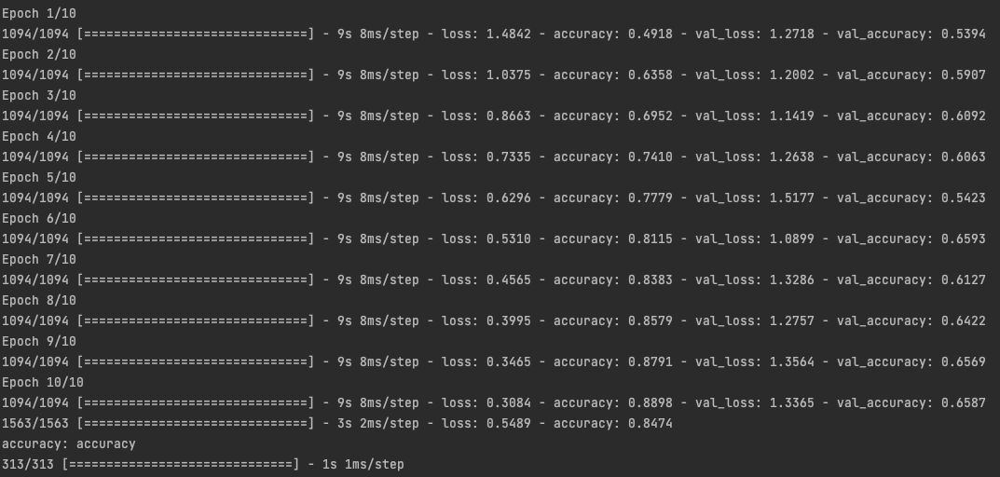 Epoch 1/10
1094/1094 [==============================] - 9s 8ms/step - loss: 1.4842 - accuracy: 0.4918 - val_loss: 1.2718 - val_accuracy: 0.5394
Epoch 2/10
1094/1094 [==============================] - 9s 8ms/step - loss: 1.0375 - accuracy: 0.6358 - val_loss: 1.2002 - val_accuracy: 0.5907
Epoch 3/10
1094/1094 [==============================] - 9s 8ms/step - loss: 0.8663 - accuracy: 0.6952 - val_loss: 1.1419 - val_accuracy: 0.6092
Epoch 4/10
1094/1094 [==============================] - 9s 8ms/step - loss: 0.7335 - accuracy: 0.7410 - val_loss: 1.2638 - val_accuracy: 0.6063
Epoch 5/10
1094/1094 [==============================] - 9s 8ms/step - loss: 0.6296 - accuracy: 0.7779 - val_loss: 1.5177 - val_accuracy: 0.5423
Epoch 6/10
1094/1094 [==============================] - 9s 8ms/step - loss: 0.5310 - accuracy: 0.8115 - val_loss: 1.0899 - val_accuracy: 0.6593
Epoch 7/10
1094/1094 [==============================] - 9s 8ms/step - loss: 0.4565 - accuracy: 0.8383 - val_loss: 1.3286 - val_accuracy: 0.6127
Epoch 8/10
1094/1094 [==============================] - 9s 8ms/step - loss: 0.3995 - accuracy: 0.8579 - val_loss: 1.2757 - val_accuracy: 0.6422
Epoch 9/10
1094/1094 [==============================] - 9s 8ms/step - loss: 0.3465 - accuracy: 0.8791 - val_loss: 1.3564 - val_accuracy: 0.6569
Epoch 10/10
1094/1094 [==============================] - 9s 8ms/step - loss: 0.3084 - accuracy: 0.8898 - val_loss: 1.3365 - val_accuracy: 0.6587
1563/1563 [==============================] - 3s 2ms/step - loss: 0.5489 - accuracy: 0.8474
accuracy: accuracy
313/313 [==============================] - 1s 1ms/step